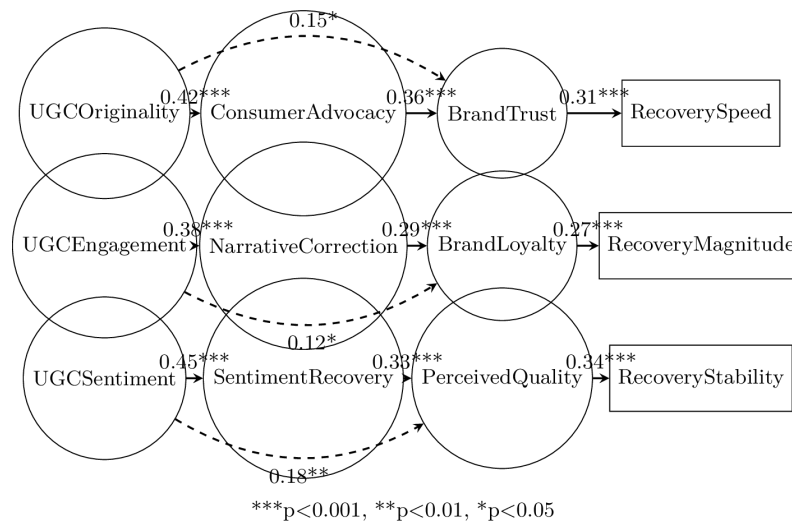 0.15*
0.42*** 0.36*** 0.31***
UGCOriginality ConsumerAdvocacy BrandTrust RecoverySpeed
0.38*** 0.29*** 0.27***
UGCEngagement NarrativeCorrection BrandLoyalty RecoveryMagnitude
0.12*
0.45*** 0.33*** 0.34***
UGCSentiment SentimentRecovery PerceivedQuality RecoveryStability
0.18**
***p<0.001, **p<0.01, *p<0.05